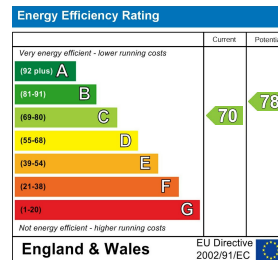 Energy Efficiency Rating
Current Potentia
Very energy efficient - lower running costs
(92 plus) A
(81-91) B
(69-80) C
(55-68) D
(39-54) E
(21-38) F
(1-20) G
70
78
Not energy efficient - higher running costs
England & Wales
EU Directive
2002/91/EC